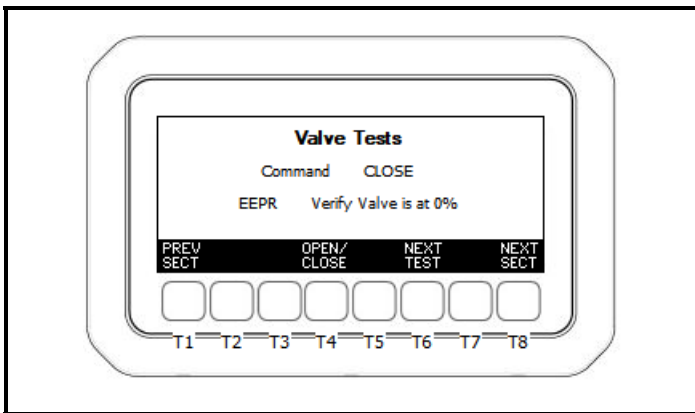 Valve Tests
Command CLOSE
EEPR Verify Valve is at 0%
PREV OPEN/ NEXT NEXT
SECT CLOSE TEST SECT
T1 T2 T3 T4 T5 T6 T7 T8